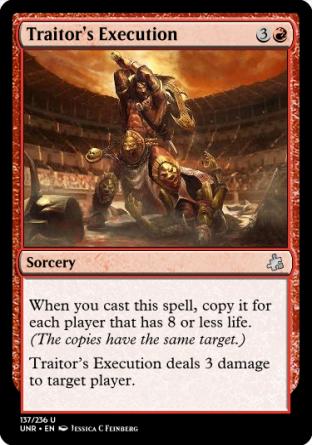 Traitor's Execution 3
Sorcery
When you cast this spell, copy it for
each player that has 8 or less life.
(The copies have the same target.)
Traitor's Execution deals 3 damage
to target player.
137/236 U
UNR • EN Jessica C Feinberg